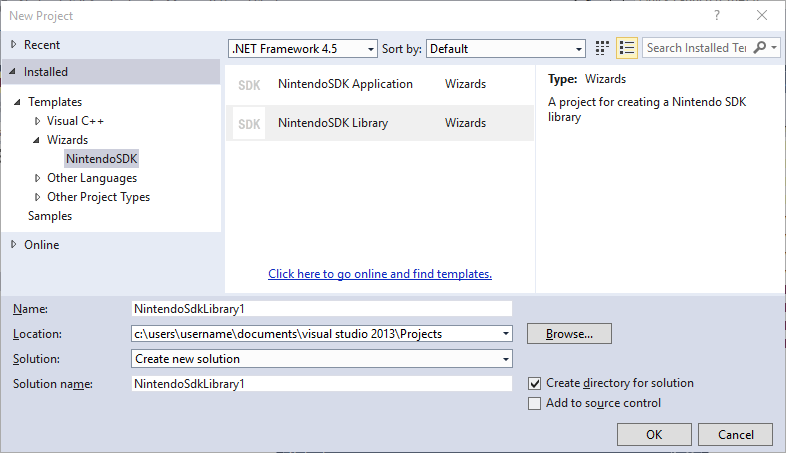 New Project
Recent
.NET Framework 4.5 Sort by: Default Search Installed Ter
Installed
Templates
Visual C++
Wizards
NintendoSDK
Other Languages
Other Project Types
Samples
Online
SDK NintendoSDK Application Wizards
SDK NintendoSDK Library Wizards
Click here to go online and find templates.
Type: Wizards
A project for creating a Nintendo SDK
library
Name: NintendoSdkLibrary1
Location: c:\users\username\documents\visual studio 2013\Projects Browse...
Solution: Create new solution
Solution name: NintendoSdkLibrary1
Create directory for solution
Add to source control
OK Cancel